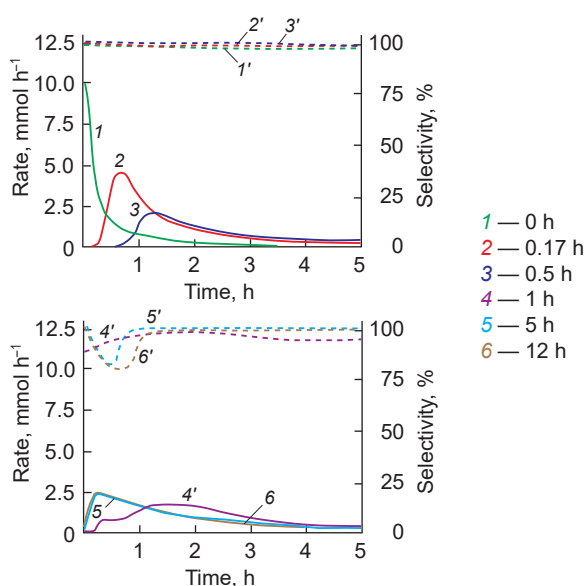 12.5
10.0
7.5
5.0
2.5
0
Rate, mmol h⁻¹
1
2
3
2′
3′
1′
100
75
50
25
0
Selectivity, %
1 2 3 4 5
Time, h
1 — 0 h
2 — 0.17 h
3 — 0.5 h
4 — 1 h
5 — 5 h
6 — 12 h
12.5
10.0
7.5
5.0
2.5
0
Rate, mmol h⁻¹
4′
5′
6′
5
4′
6
100
75
50
25
0
Selectivity, %
1 2 3 4 5
Time, h